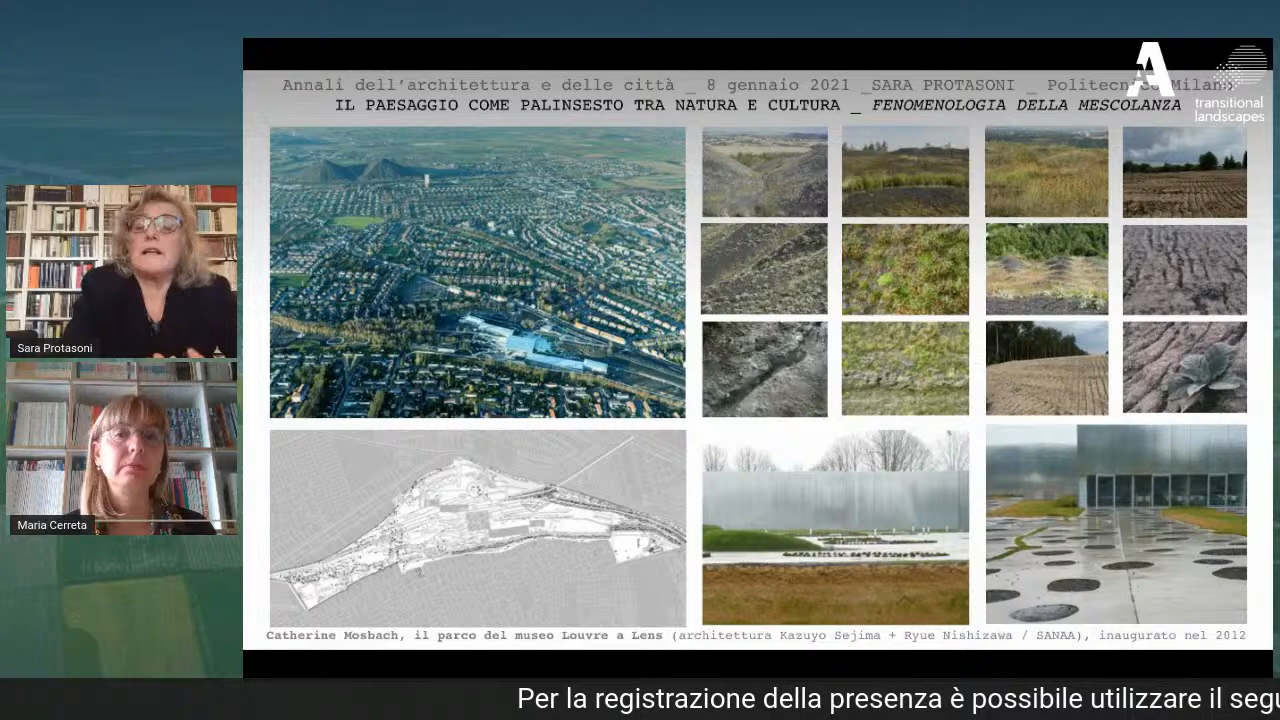 Annali dell'architettura e delle città _ 8 gennaio 2021 _SARA PROTASONI _ Politecnico Milano
IL PAESAGGIO COME PALINSESTO TRA NATURA E CULTURA _ FENOMENOLOGIA DELLA MESCOLANZA
A
transitional
landscapes
Sara Protasoni
Maria Cerreta
Catherine Mosbach, il parco del museo Louvre a Lens (architettura Kazuyo Sejima + Ryue Nishizawa / SANAA), inaugurato nel 2012
Per la registrazione della presenza è possibile utilizzare il segu